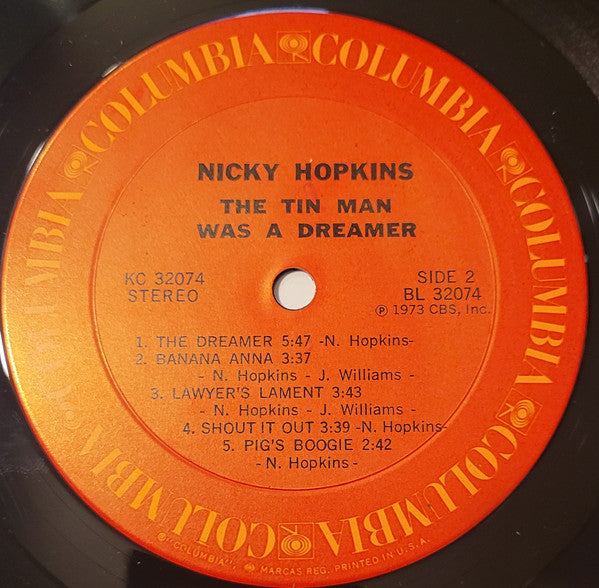 COLUMBIA COLUMBIA COLUMBIA COLUMBIA COLUMBIA COLUMBIA COLUMBIA
NICKY HOPKINS
THE TIN MAN
WAS A DREAMER
KC 32074
STEREO
SIDE 2
BL 32074
Ⓟ 1973 CBS, Inc.
1. THE DREAMER 5:47 -N. Hopkins-
2. BANANA ANNA 3:37
- N. Hopkins - J. Williams -
3. LAWYER'S LAMENT 3:43
- N. Hopkins - J. Williams -
4. SHOUT IT OUT 3:39 -N. Hopkins-
5. PIG'S BOOGIE 2:42
- N. Hopkins -
Ⓡ "COLUMBIA", MARCAS REG. PRINTED IN U.S.A.